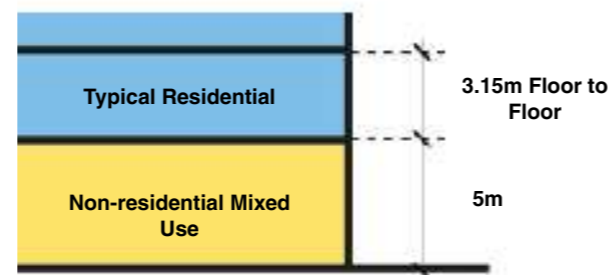 Typical Residential
3.15m Floor to
Floor
Non-residential Mixed
Use
5m